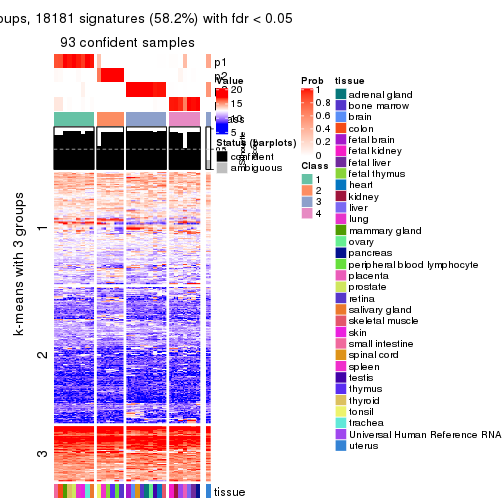 oups, 18181 signatures (58.2%) with fdr < 0.05
93 confident samples
p1
p2
Value
20
15
10
5
Status (barplots)
confident
ambiguous
Prob
1
0.8
0.6
0.4
0.2
0
Class
1
2
3
4
tissue
adrenal gland
bone marrow
brain
colon
fetal brain
fetal kidney
fetal liver
fetal thymus
heart
kidney
liver
lung
mammary gland
ovary
pancreas
peripheral blood lymphocyte
placenta
prostate
retina
salivary gland
skeletal muscle
skin
small intestine
spinal cord
spleen
testis
thymus
thyroid
tonsil
trachea
Universal Human Reference RNA
uterus
k-means with 3 groups
1
2
3
tissue